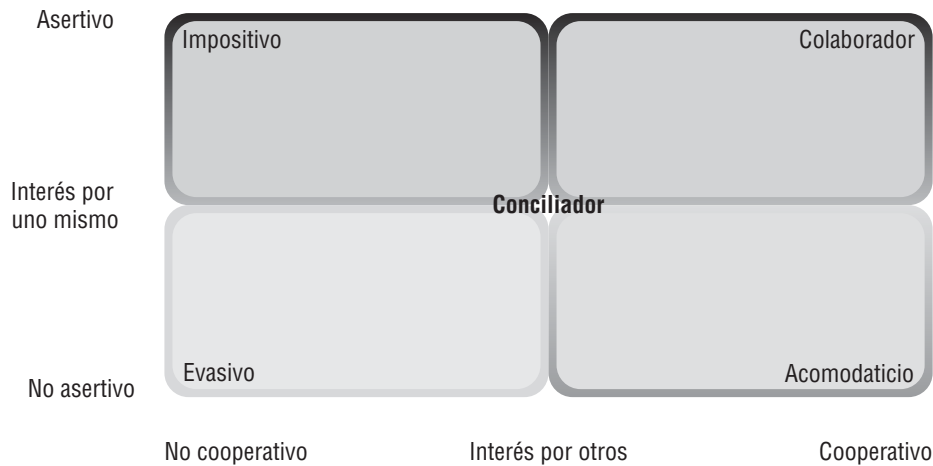 Asertivo
Impositivo
Colaborador
Interés por
uno mismo
Conciliador
Evasivo
Acomodaticio
No asertivo
No cooperativo
Interés por otros
Cooperativo